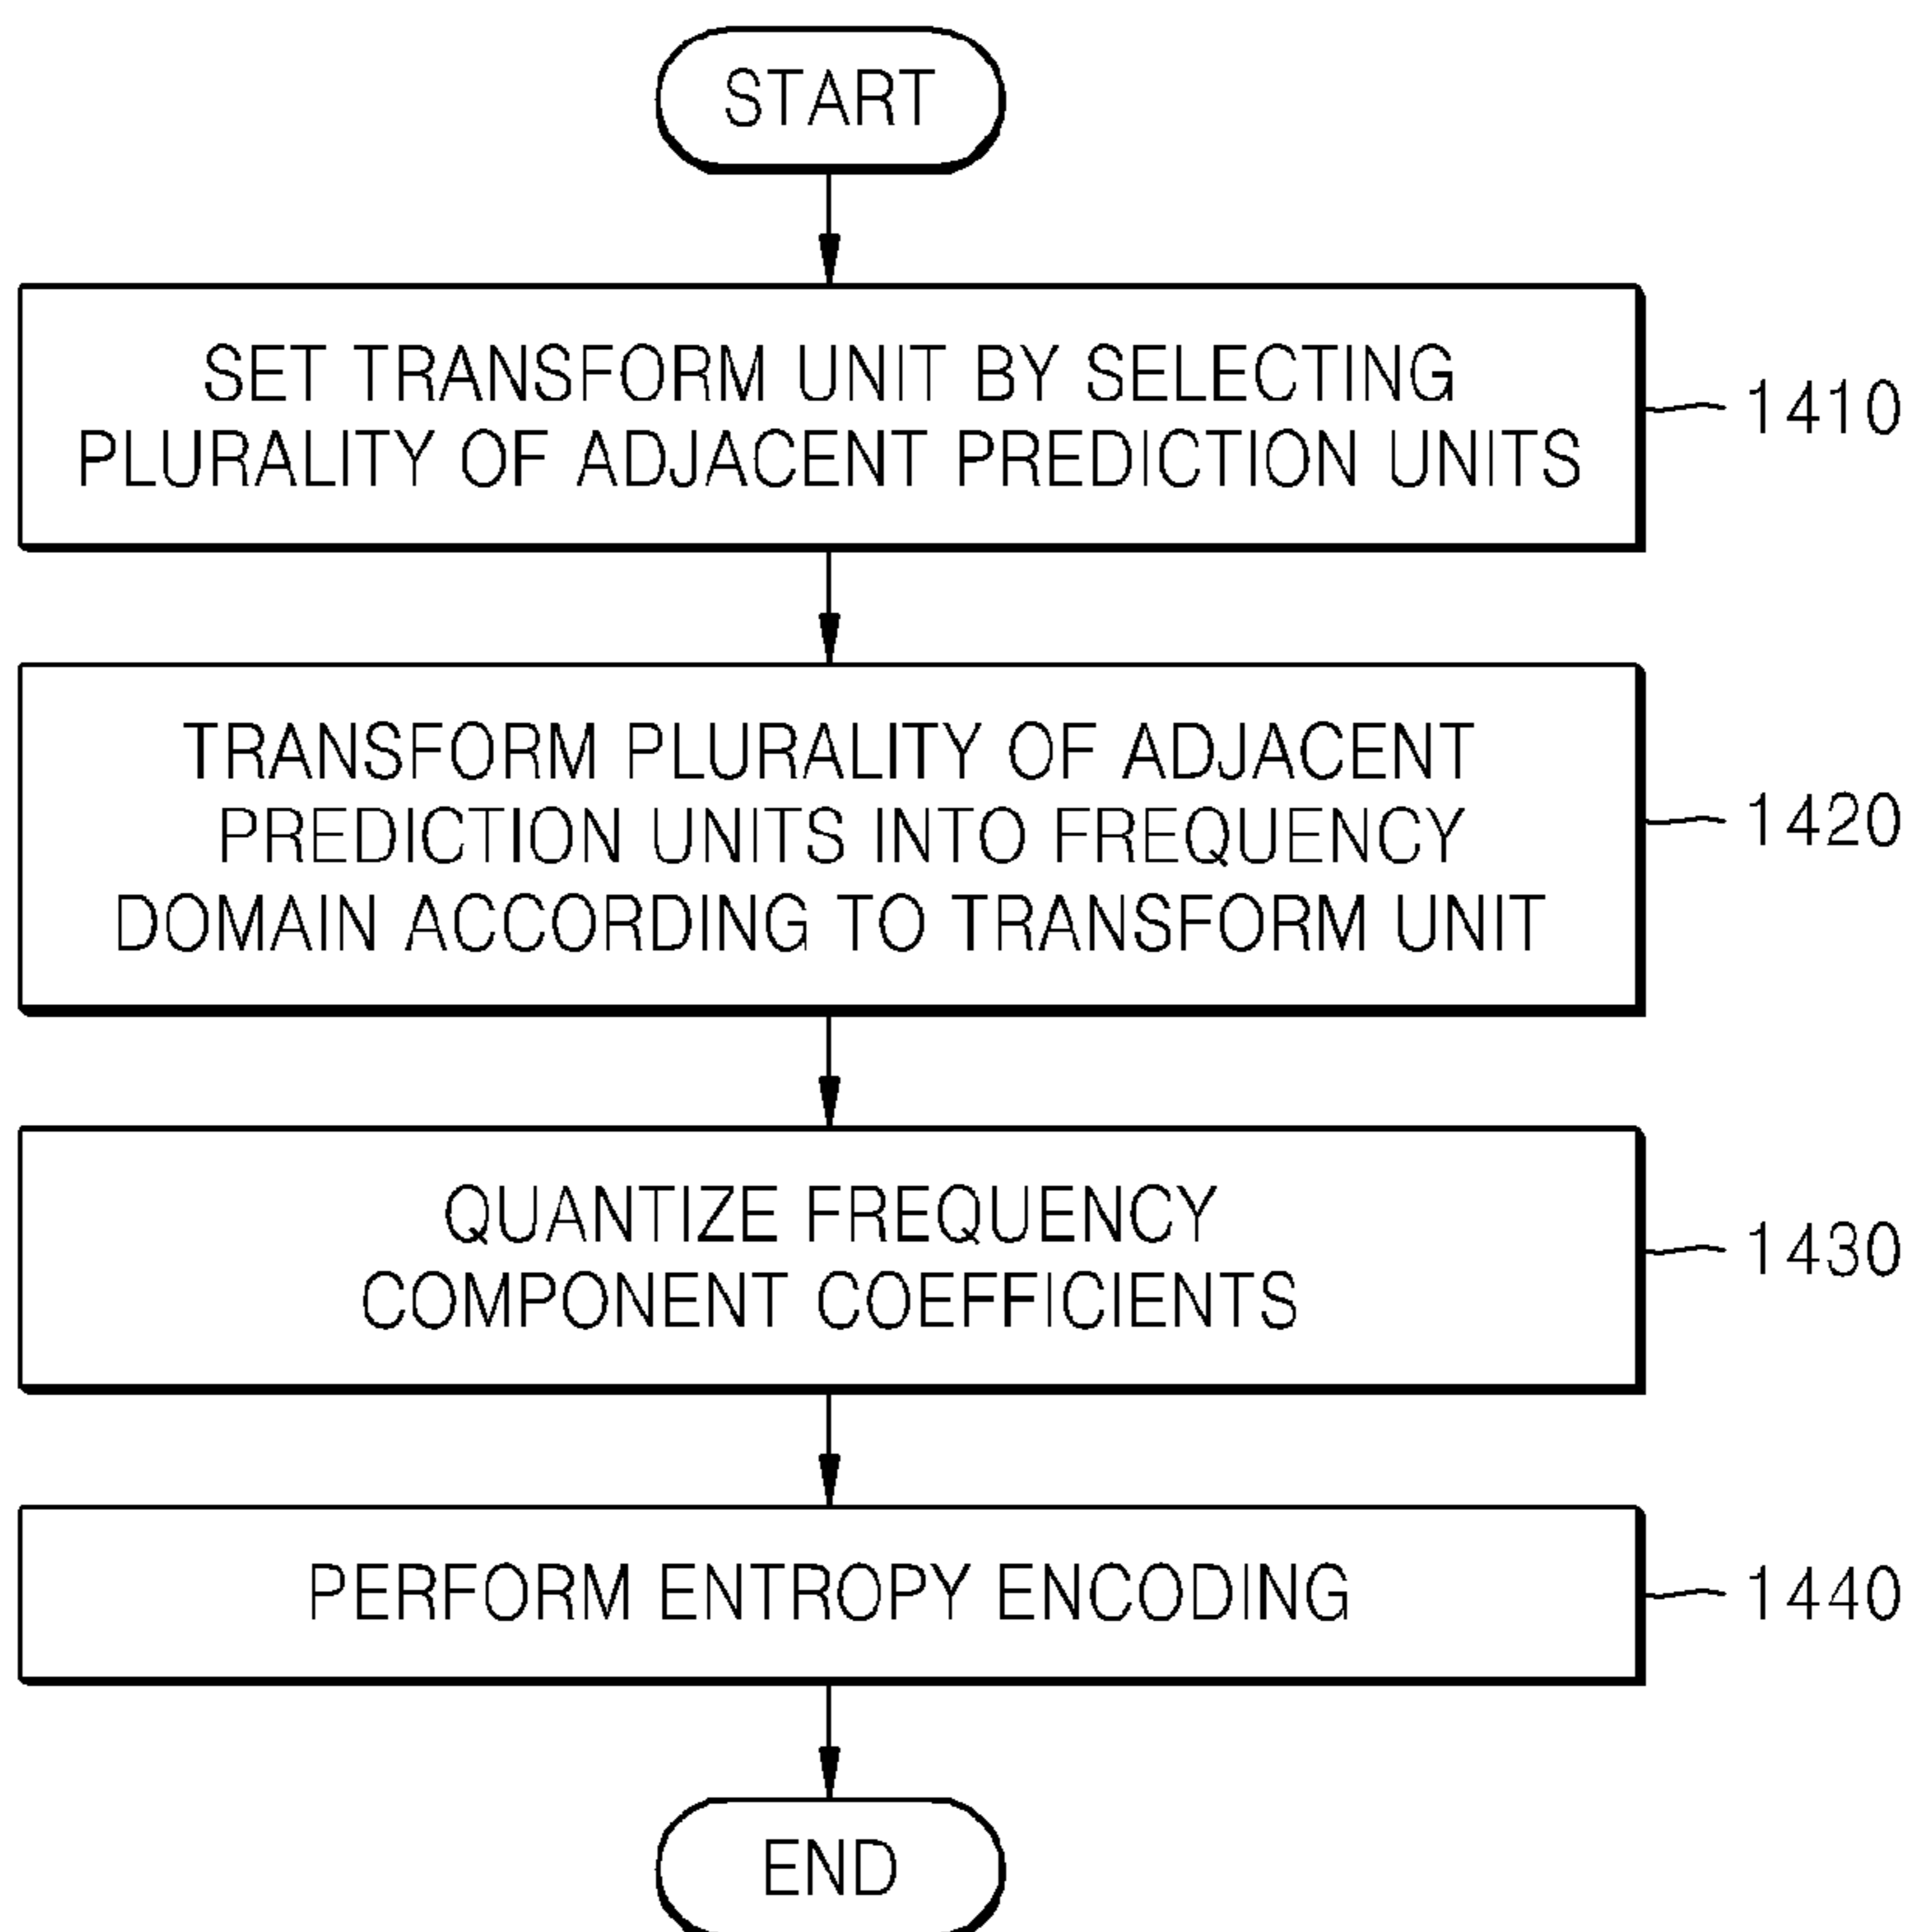 START
SET TRANSFORM UNIT BY SELECTING
PLURALITY OF ADJACENT PREDICTION UNITS
1410
TRANSFORM PLURALITY OF ADJACENT
PREDICTION UNITS INTO FREQUENCY
DOMAIN ACCORDING TO TRANSFORM UNIT
1420
QUANTIZE FREQUENCY
COMPONENT COEFFICIENTS
1430
PERFORM ENTROPY ENCODING
1440
END